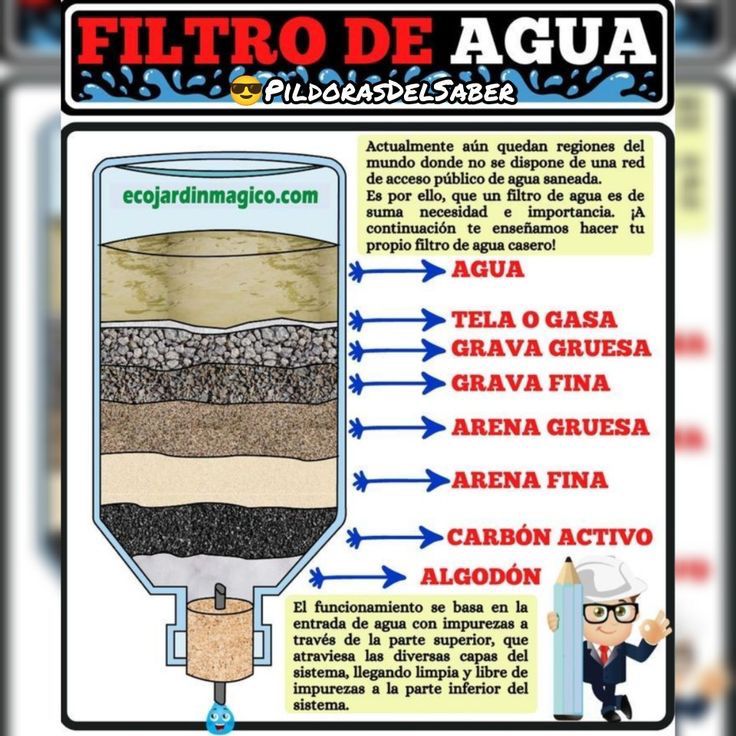 FILTRO DE AGUA
😎PILDORASDELSABER
ecojardinmagico.com
Actualmente aún quedan regiones del
mundo donde no se dispone de una red
de acceso público de agua saneada.
Es por ello, que un filtro de agua es de
suma necesidad e importancia. ¡A
continuación te enseñamos hacer tu
propio filtro de agua casero!
AGUA
TELA O GASA
GRAVA GRUESA
GRAVA FINA
ARENA GRUESA
ARENA FINA
CARBÓN ACTIVO
ALGODÓN
El funcionamiento se basa en la
entrada de agua con impurezas a
través de la parte superior, que
atraviesa las diversas capas del
sistema, llegando limpia y libre de
impurezas a la parte inferior del
sistema.